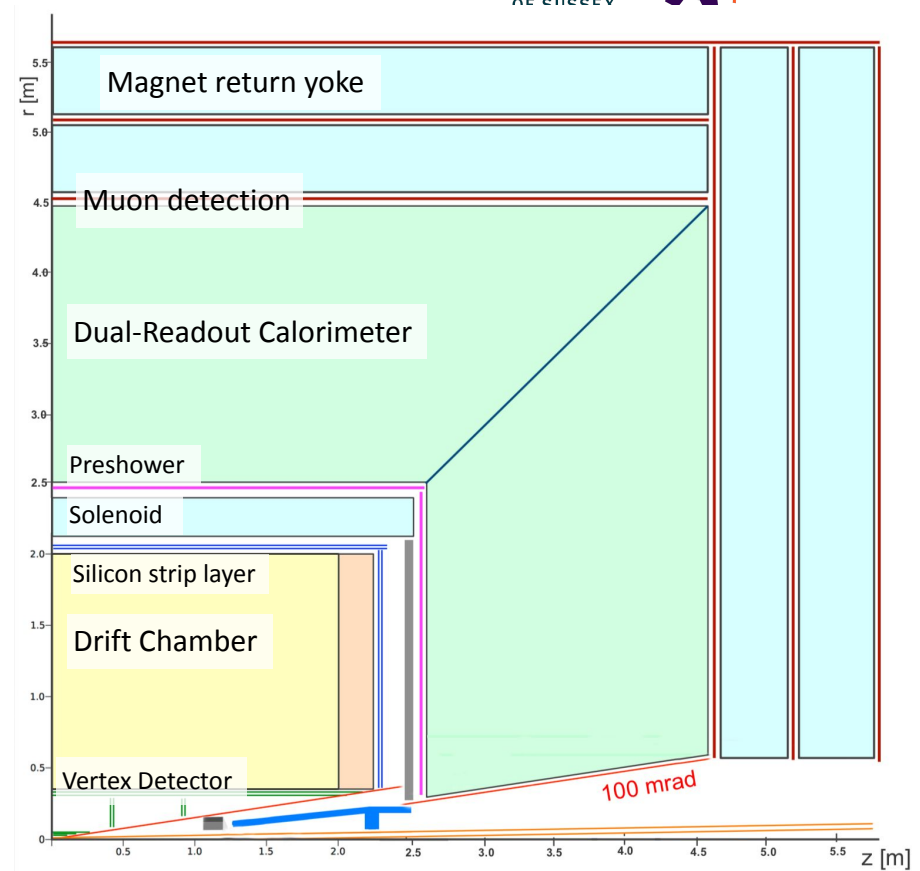 OF SUSSEX
5.5
r [m]
Magnet return yoke
5.0
4.5
Muon detection
4.0
Dual-Readout Calorimeter
3.5
3.0
Preshower
2.5
Solenoid
2.0
Silicon strip layer
1.5
Drift Chamber
1.0
0.5
Vertex Detector
100 mrad
0
0.5
1.0
1.5
2.0
2.5
3.0
3.5
4.0
4.5
5.0
5.5
z [m]